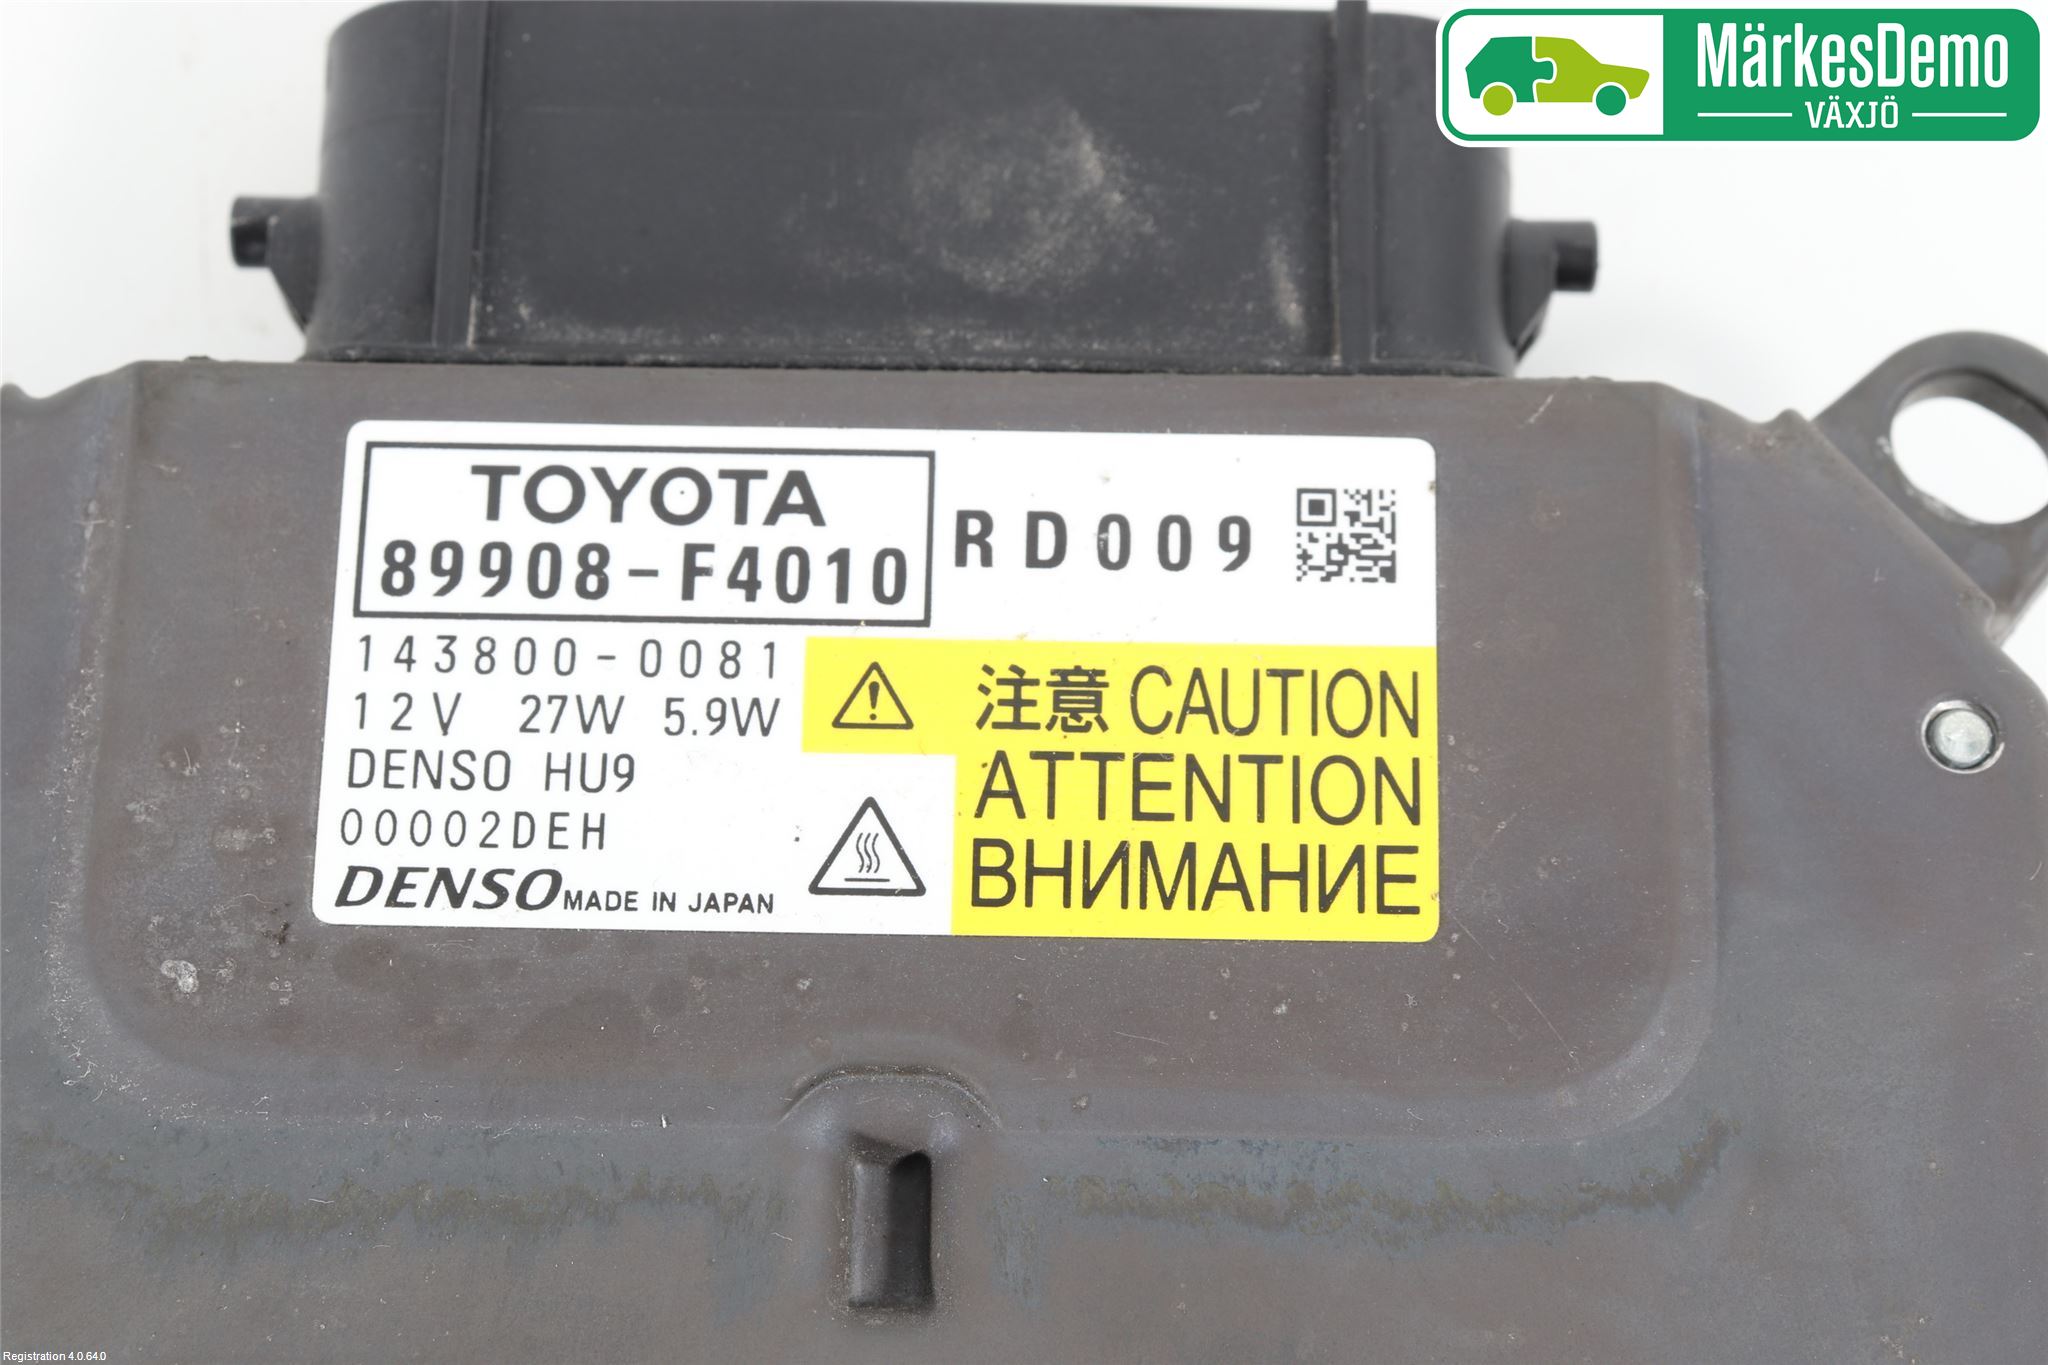 MärkesDemo
VÄXJÖ
TOYOTA
89908-F4010
RD009
143800-0081
12V 27W 5.9W
DENSO HU9
00002DEH
DENSO MADE IN JAPAN
注意 CAUTION
ATTENTION
ВНИМАНИЕ
Registration 4.0.64.0